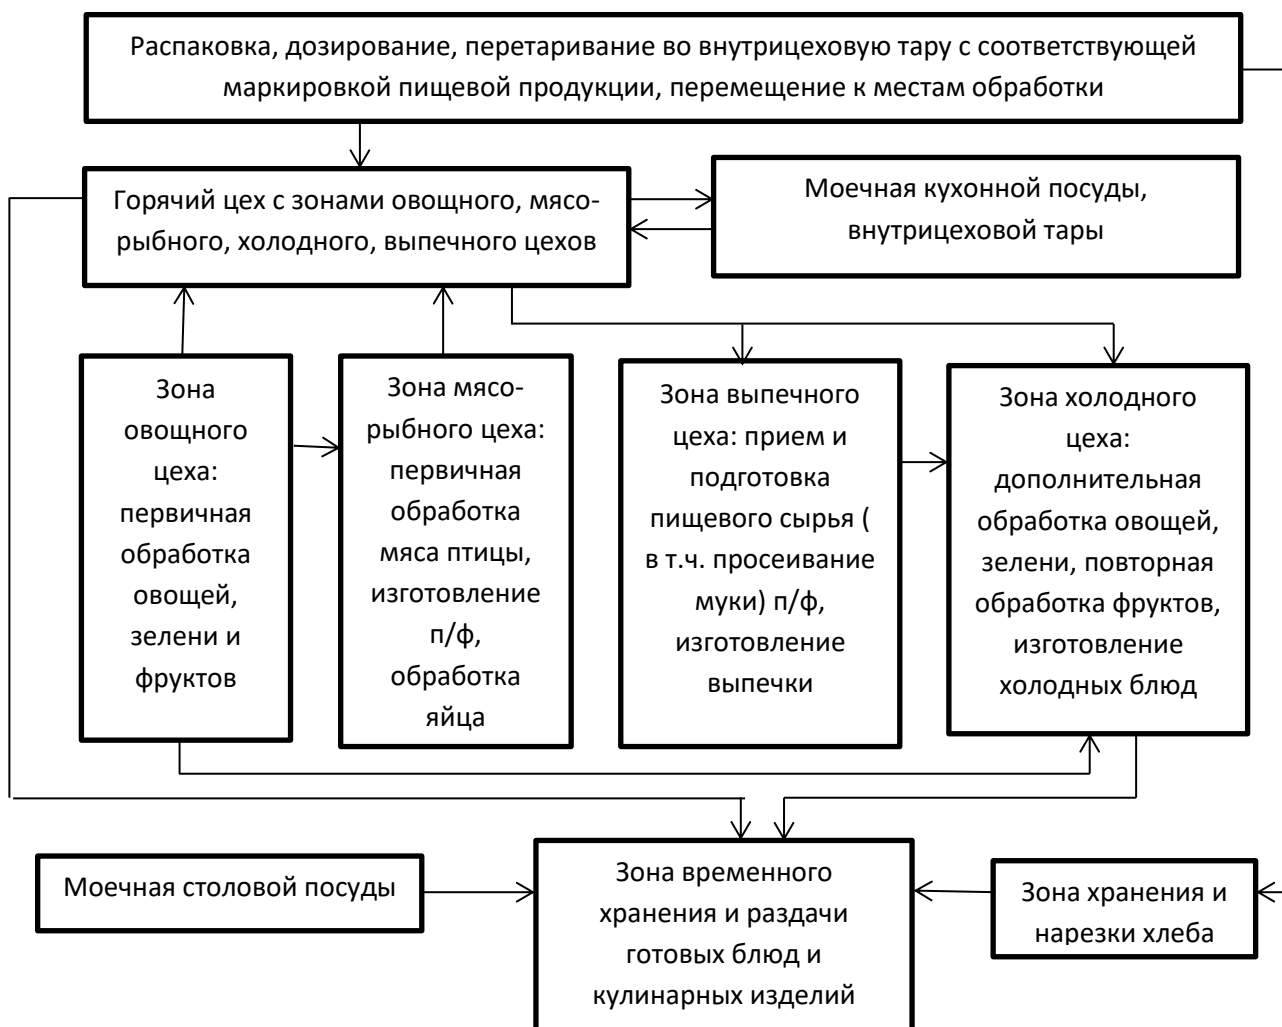 Распаковка, дозирование, перетаривание во внутрицеховую тару с соответствующей
маркировкой пищевой продукции, перемещение к местам обработки
Горячий цех с зонами овощного, мясо-
рыбного, холодного, выпечного цехов
Моечная кухонной посуды,
внутрицеховой тары
Зона
овощного
цеха:
первичная
обработка
овощей,
зелени и
фруктов
Зона мясо-
рыбного цеха:
первичная
обработка
мяса птицы,
изготовление
п/ф,
обработка
яйца
Зона выпечного
цеха: прием и
подготовка
пищевого сырья (
в т.ч. просеивание
муки) п/ф,
изготовление
выпечки
Зона холодного
цеха:
дополнительная
обработка овощей,
зелени, повторная
обработка фруктов,
изготовление
холодных блюд
Моечная столовой посуды
Зона временного
хранения и раздачи
готовых блюд и
кулинарных изделий
Зона хранения и
нарезки хлеба